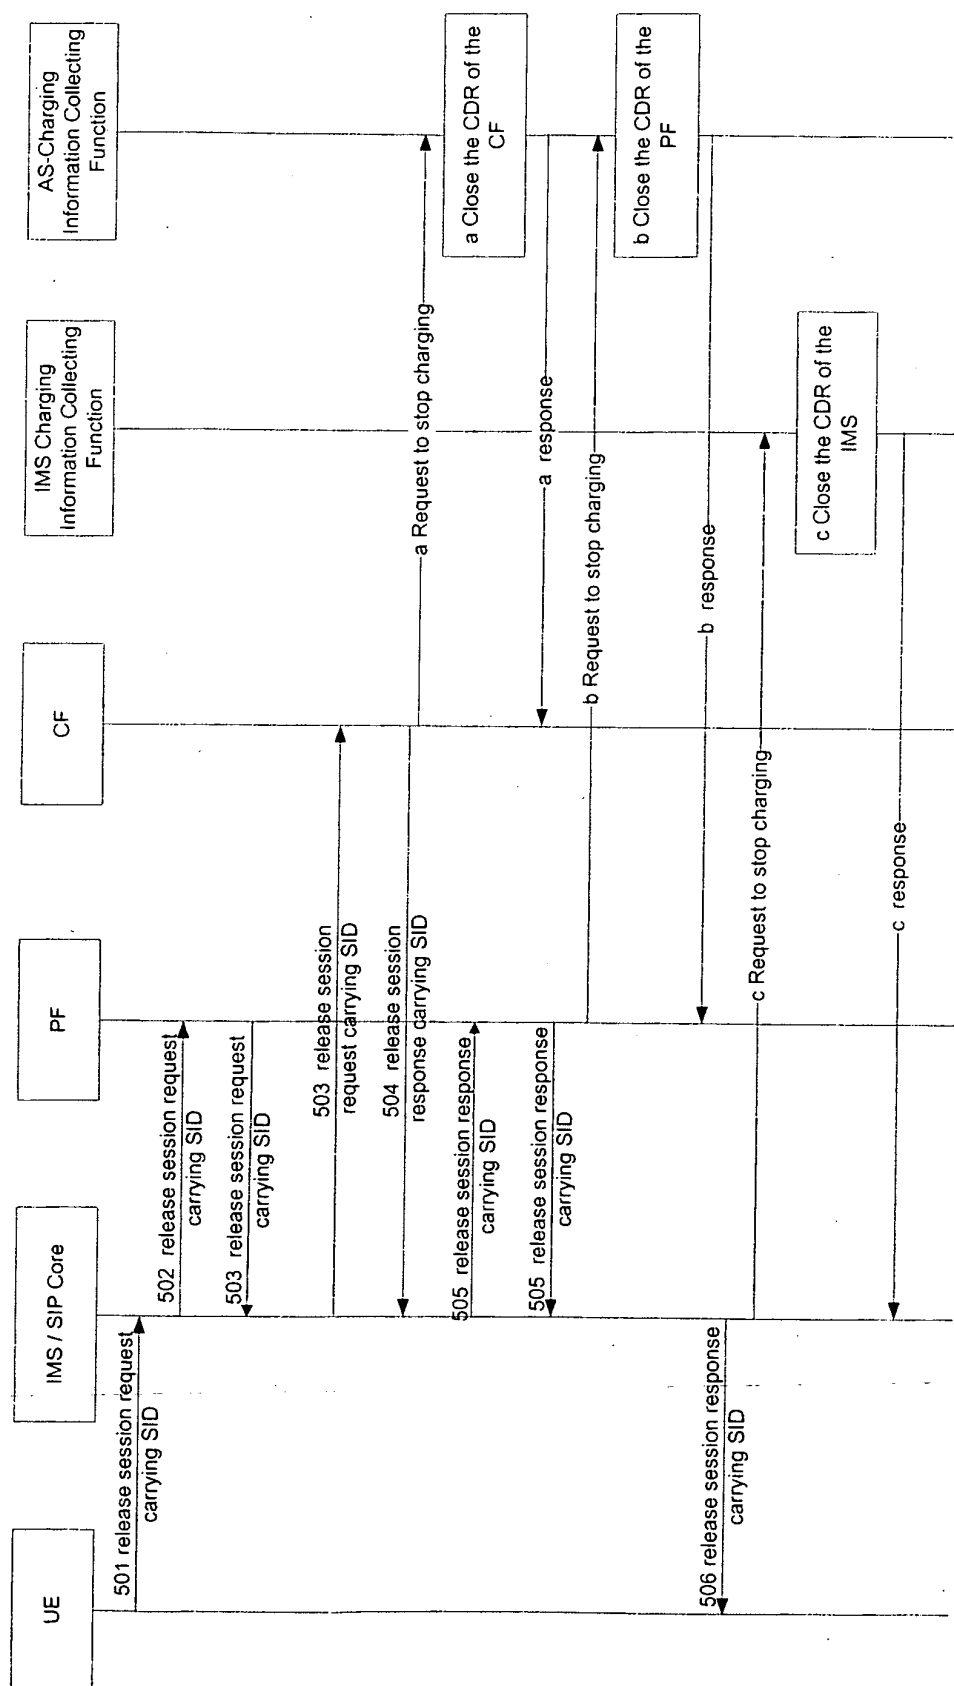 UE
IMS / SIP Core
PF
CF
IMS Charging
Information Collecting
Function
AS-Charging
Information Collecting
Function
501 release session request
carrying SID
502 release session request
carrying SID
503 release session request
carrying SID
503 release session
request carrying SID
504 release session
response carrying SID
a Request to stop charging
a Close the CDR of the
CF
505 release session response
carrying SID
a response
505 release session response
carrying SID
b Request to stop charging
b Close the CDR of the
PF
b response
506 release session response
carrying SID
c Request to stop charging
c Close the CDR of the
IMS
c response